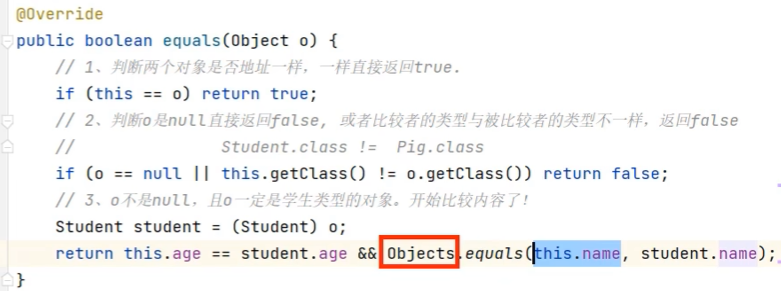 @Override
public boolean equals(Object o) {
// 1、判断两个对象是否地址一样，一样直接返回true.
if (this == o) return true;
// 2、判断o是null直接返回false, 或者比较者的类型与被比较者的类型不一样，返回false
// Student.class != Pig.class
if (o == null || this.getClass() != o.getClass()) return false;
// 3、o不是null，且o一定是学生类型的对象。开始比较内容了！
Student student = (Student) o;
return this.age == student.age && Objects.equals(this.name, student.name);
}